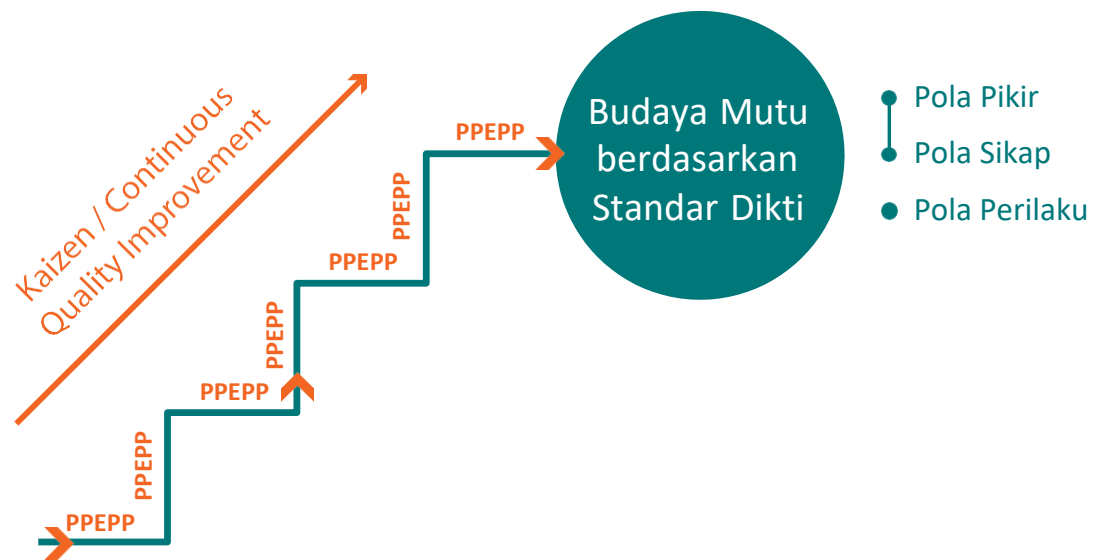 Kaizen / Continuous
Quality Improvement
PPEPP
PPEPP
PPEPP
PPEPP
PPEPP
PPEPP
PPEPP
Budaya Mutu
berdasarkan
Standar Dikti
Pola Pikir
Pola Sikap
Pola Perilaku